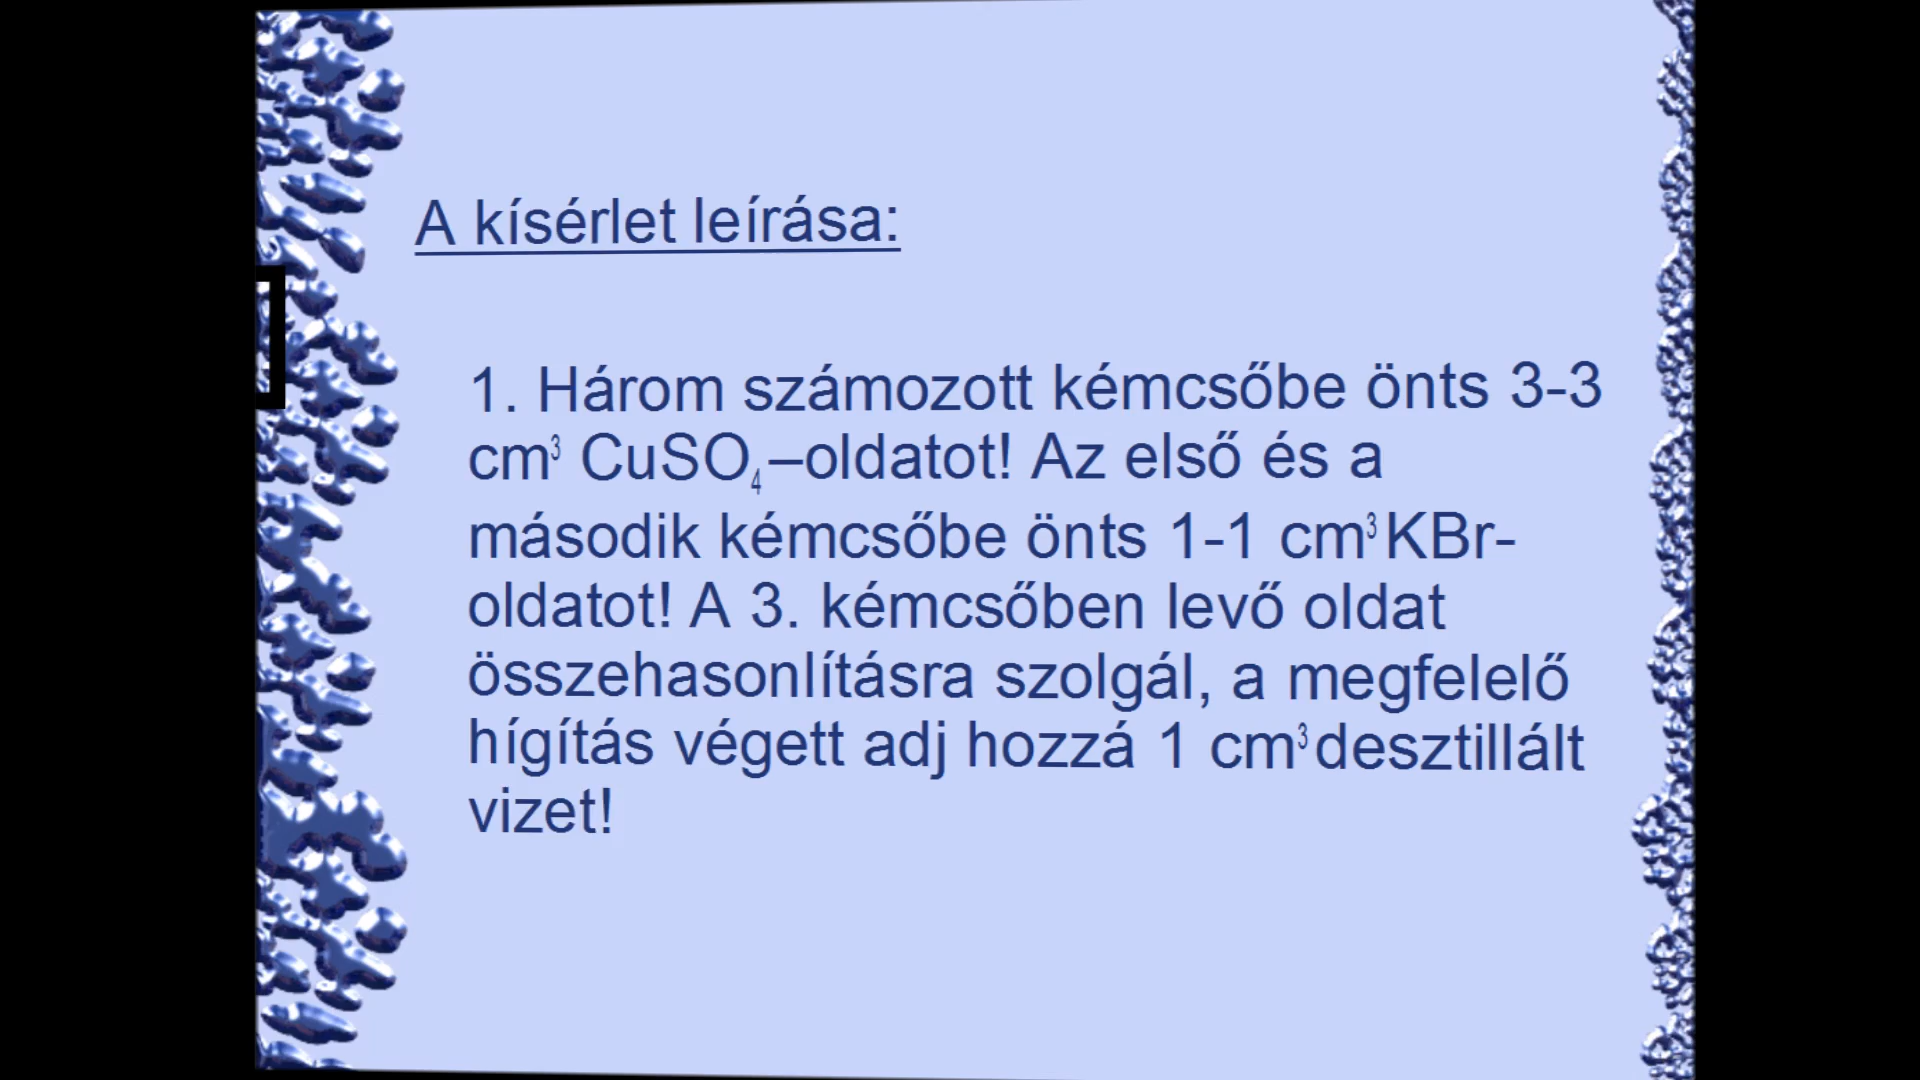 A kísérlet leírása:
1. Három számozott kémcsőbe önts 3-3
cm³ CuSO₄–oldatot! Az első és a
második kémcsőbe önts 1-1 cm³ KBr-
oldatot! A 3. kémcsőben levő oldat
összehasonlításra szolgál, a megfelelő
hígítás végett adj hozzá 1 cm³ desztillált
vizet!